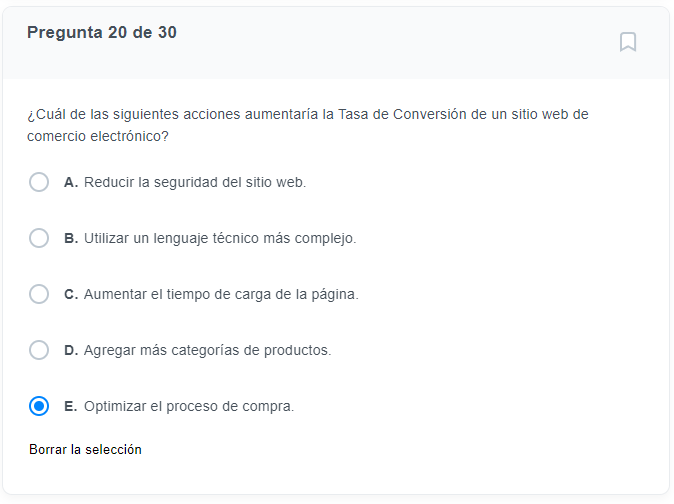 Pregunta 20 de 30
¿Cuál de las siguientes acciones aumentaría la Tasa de Conversión de un sitio web de
comercio electrónico?
A. Reducir la seguridad del sitio web.
B. Utilizar un lenguaje técnico más complejo.
C. Aumentar el tiempo de carga de la página.
D. Agregar más categorías de productos.
E. Optimizar el proceso de compra.
Borrar la selección